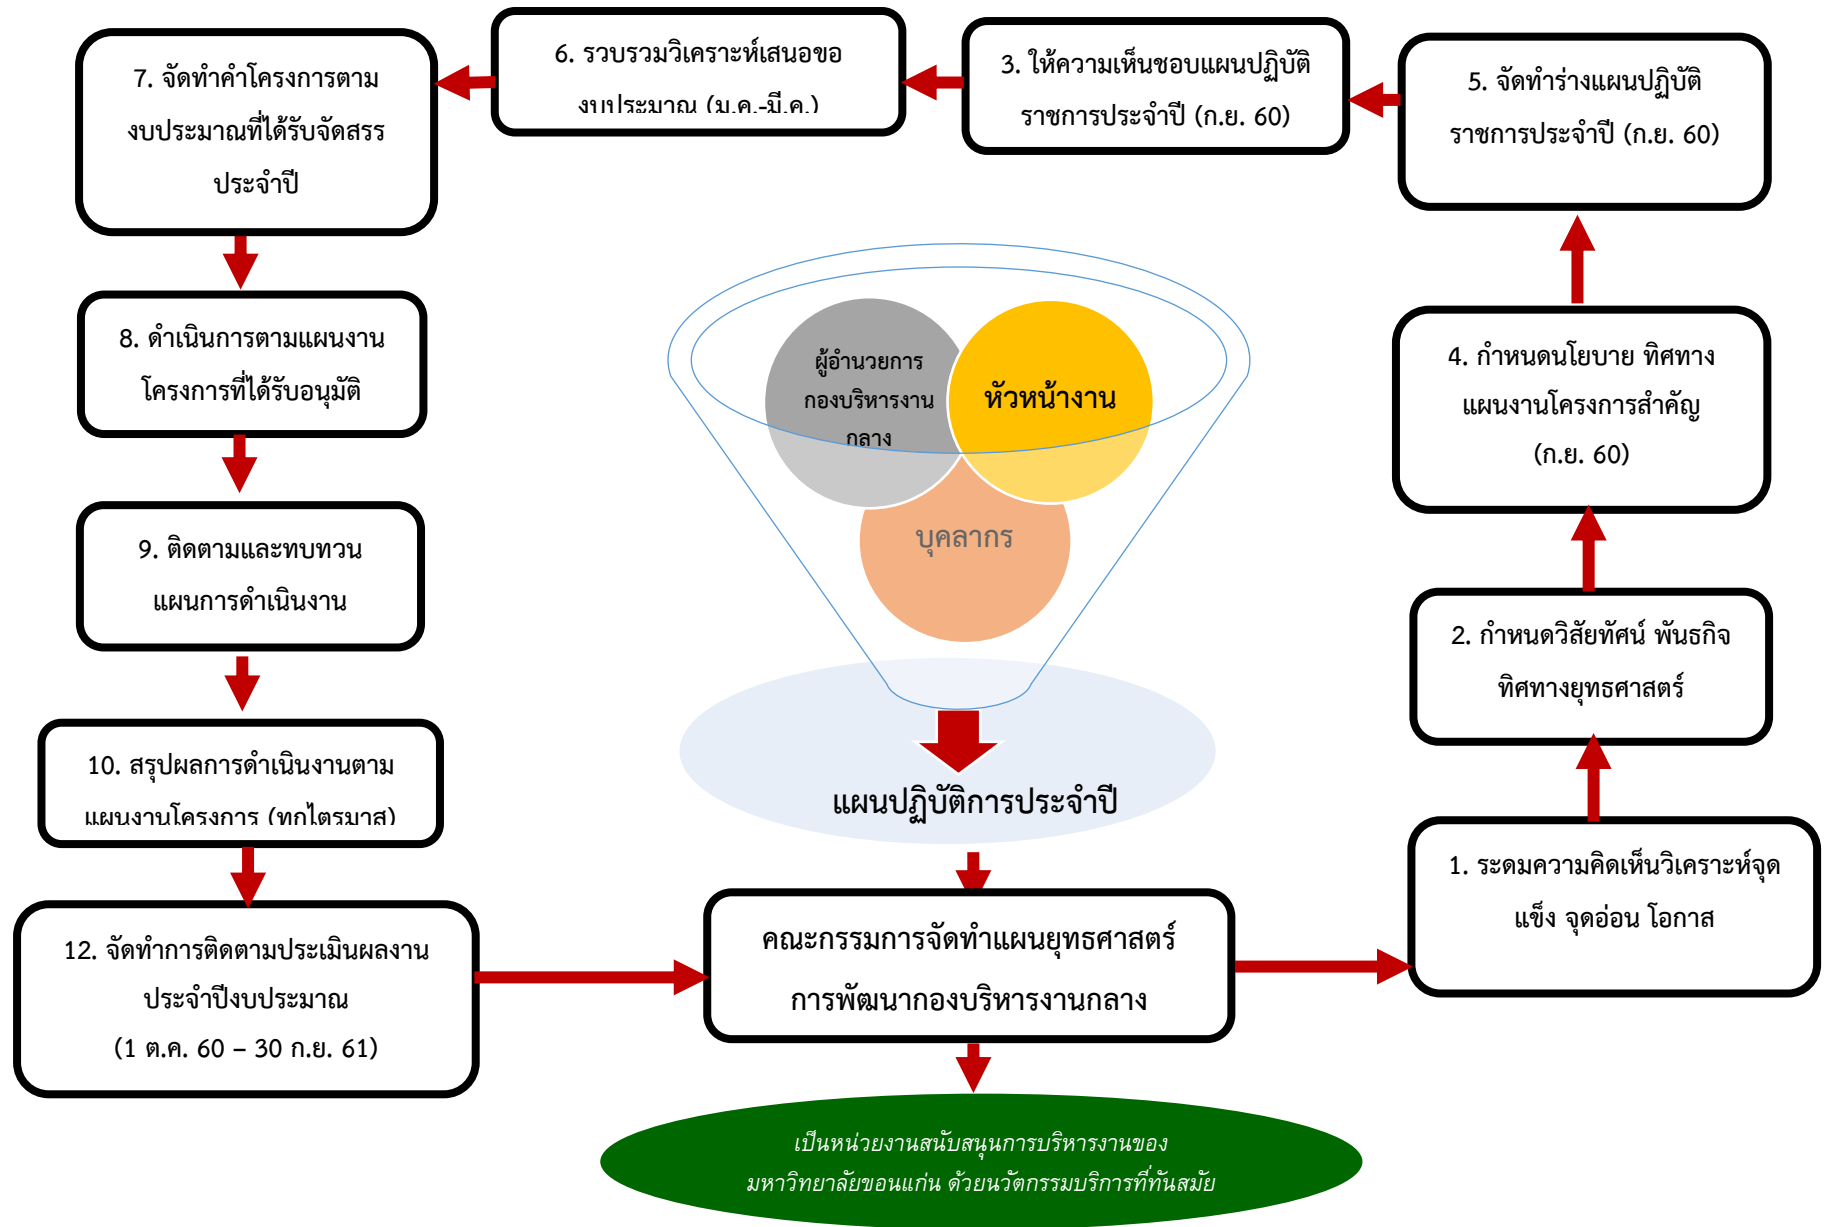 6. รวบรวมวิเคราะห์เสนอขอ
งบประมาณ (ม.ค.-มี.ค.)
3. ให้ความเห็นชอบแผนปฏิบัติ
ราชการประจำปี (ก.ย. 60)
5. จัดทำร่างแผนปฏิบัติ
ราชการประจำปี (ก.ย. 60)
7. จัดทำคำโครงการตาม
งบประมาณที่ได้รับจัดสรร
ประจำปี
8. ดำเนินการตามแผนงาน
โครงการที่ได้รับอนุมัติ
ผู้อำนวยการ
กองบริหารงาน
กลาง
หัวหน้างาน
บุคลากร
4. กำหนดนโยบาย ทิศทาง
แผนงานโครงการสำคัญ
(ก.ย. 60)
9. ติดตามและทบทวน
แผนการดำเนินงาน
2. กำหนดวิสัยทัศน์ พันธกิจ
ทิศทางยุทธศาสตร์
10. สรุปผลการดำเนินงานตาม
แผนงานโครงการ (ทุกไตรมาส)
แผนปฏิบัติการประจำปี
1. ระดมความคิดเห็นวิเคราะห์จุด
แข็ง จุดอ่อน โอกาส
12. จัดทำการติดตามประเมินผลงาน
ประจำปีงบประมาณ
(1 ต.ค. 60 – 30 ก.ย. 61)
คณะกรรมการจัดทำแผนยุทธศาสตร์
การพัฒนากองบริหารงานกลาง
เป็นหน่วยงานสนับสนุนการบริหารงานของ
มหาวิทยาลัยขอนแก่น ด้วยนวัตกรรมบริการที่ทันสมัย